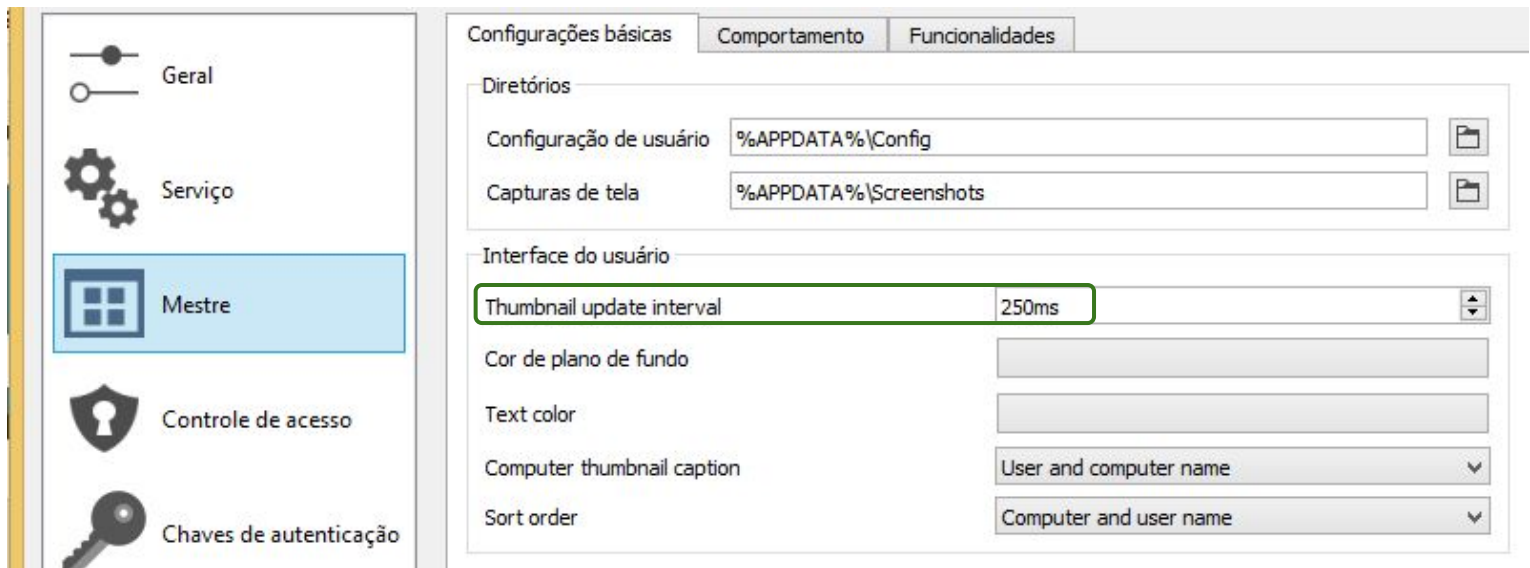 Geral
Serviço
Mestre
Controle de acesso
Chaves de autenticação
Configurações básicas Comportamento Funcionalidades
Diretórios
Configuração de usuário %APPDATA%\Config
Capturas de tela %APPDATA%\Screenshots
Interface do usuário
Thumbnail update interval 250ms
Cor de plano de fundo
Text color
Computer thumbnail caption User and computer name
Sort order Computer and user name